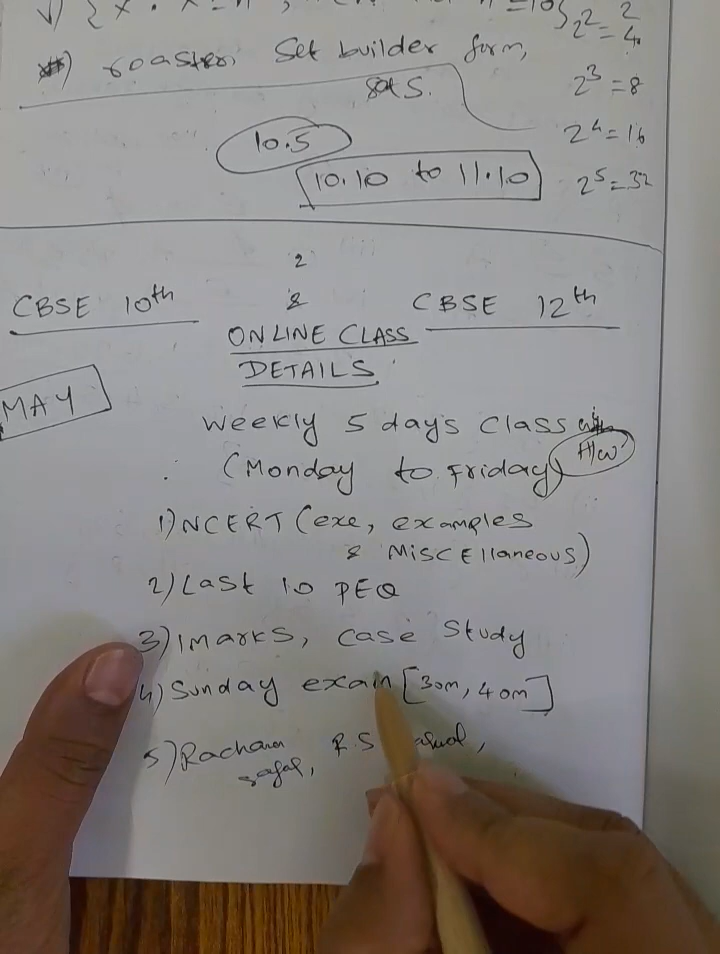 2² = 4
*) roaster, Set builder form,
sets.
2³ = 8
2⁴ = 16
10.5
10.10 to 11.10
2⁵ = 32
2
&
CBSE 10th
CBSE 12th
ONLINE CLASS
DETAILS
MAY
Weekly 5 days class
(Monday to Friday)
H/W
1) NCERT (exe, examples
& Miscellaneous)
2) Last 10 PEQ
3) 1 marks, case study
4) Sunday exam [30m, 40m]
5) Rachana
sagar, R.S